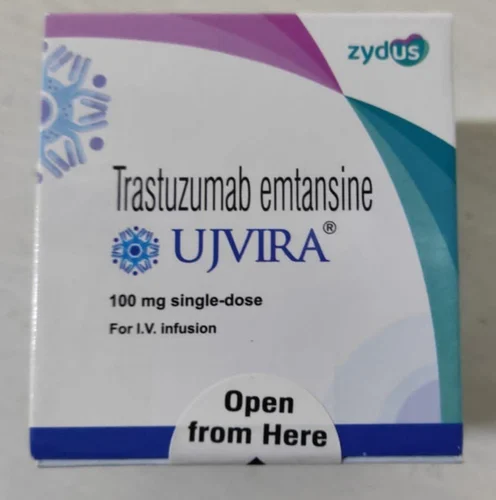 zydus
Trastuzumab emtansine
UJVIRA®
100 mg single-dose
For I.V. infusion
Open
from Here